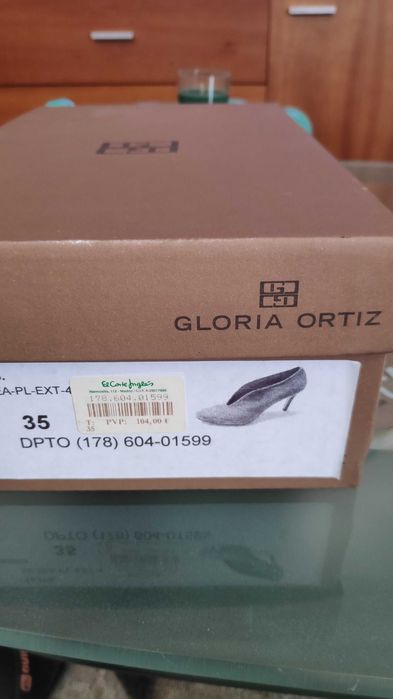 GLORIA ORTIZ
EA-PL-EXT-4
El Corte Inglés
178.604.01599
35
T: PVP: 104,00 €
35
DPTO (178) 604-01599